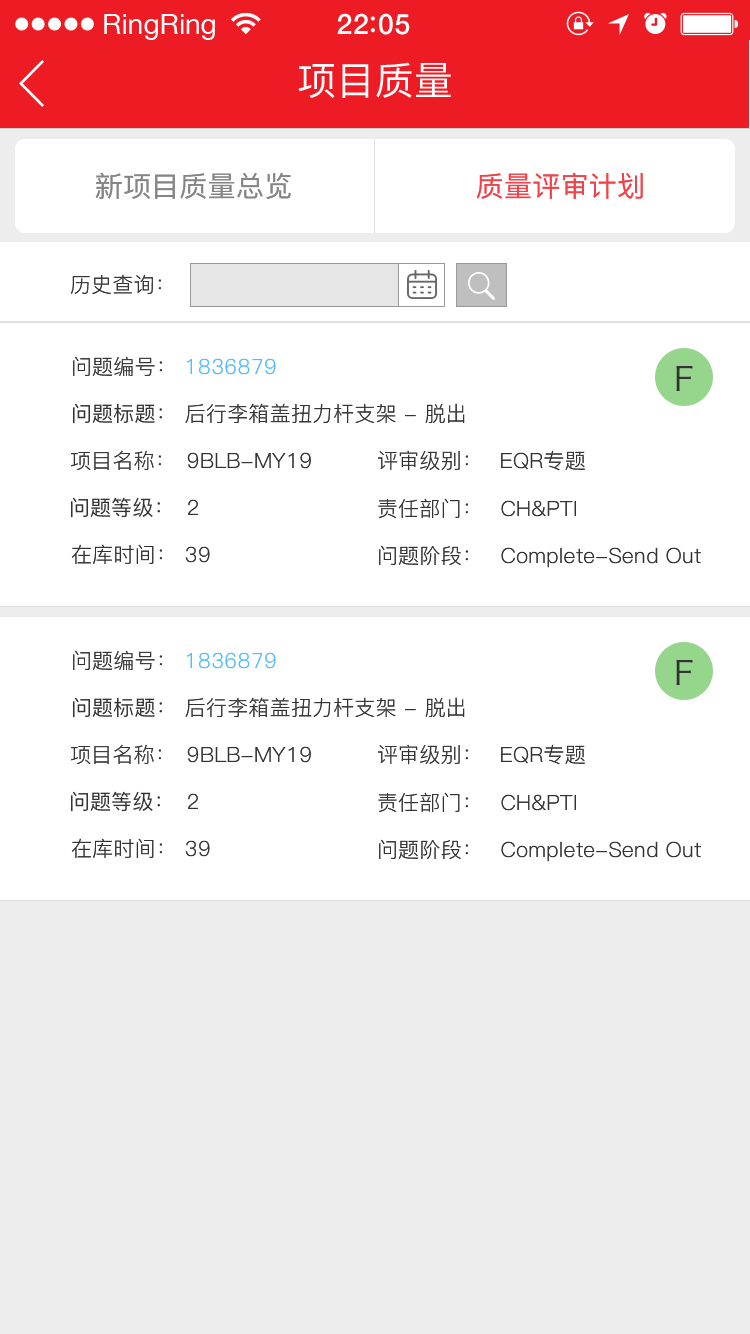 RingRing 22:05
项目质量
新项目质量总览 质量评审计划
历史查询：
问题编号： 1836879 F
问题标题： 后行李箱盖扭力杆支架 – 脱出
项目名称： 9BLB–MY19 评审级别： EQR专题
问题等级： 2 责任部门： CH&PTI
在库时间： 39 问题阶段： Complete–Send Out
问题编号： 1836879 F
问题标题： 后行李箱盖扭力杆支架 – 脱出
项目名称： 9BLB–MY19 评审级别： EQR专题
问题等级： 2 责任部门： CH&PTI
在库时间： 39 问题阶段： Complete–Send Out